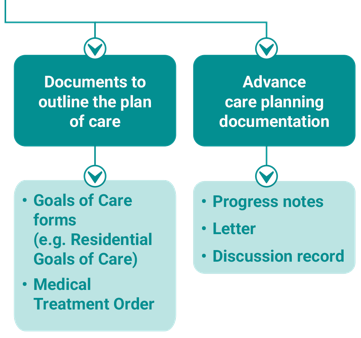 Documents to
outline the plan
of care
Advance
care planning
documentation
• Goals of Care
forms
(e.g. Residential
Goals of Care)
• Medical
Treatment Order
• Progress notes
• Letter
• Discussion record